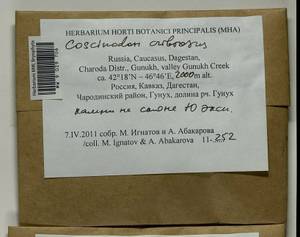 HERBARIUM HORTI BOTANICI PRINCIPALIS (MHA)
Coscinodon cribrosus
Russia, Caucasus, Dagestan,
Charoda Distr., Gunukh, valley Gunukh Creek
ca. 42°18'N – 46°46'E, 2000 m alt.
Россия, Кавказ, Дагестан,
Чародинский район, Гунух, долина рч. Гунух
камни на склоне Ю экси.
7.IV.2011 собр. М. Игнатов и А. Абакарова
/coll. M. Ignatov & A. Abakarova 11-252